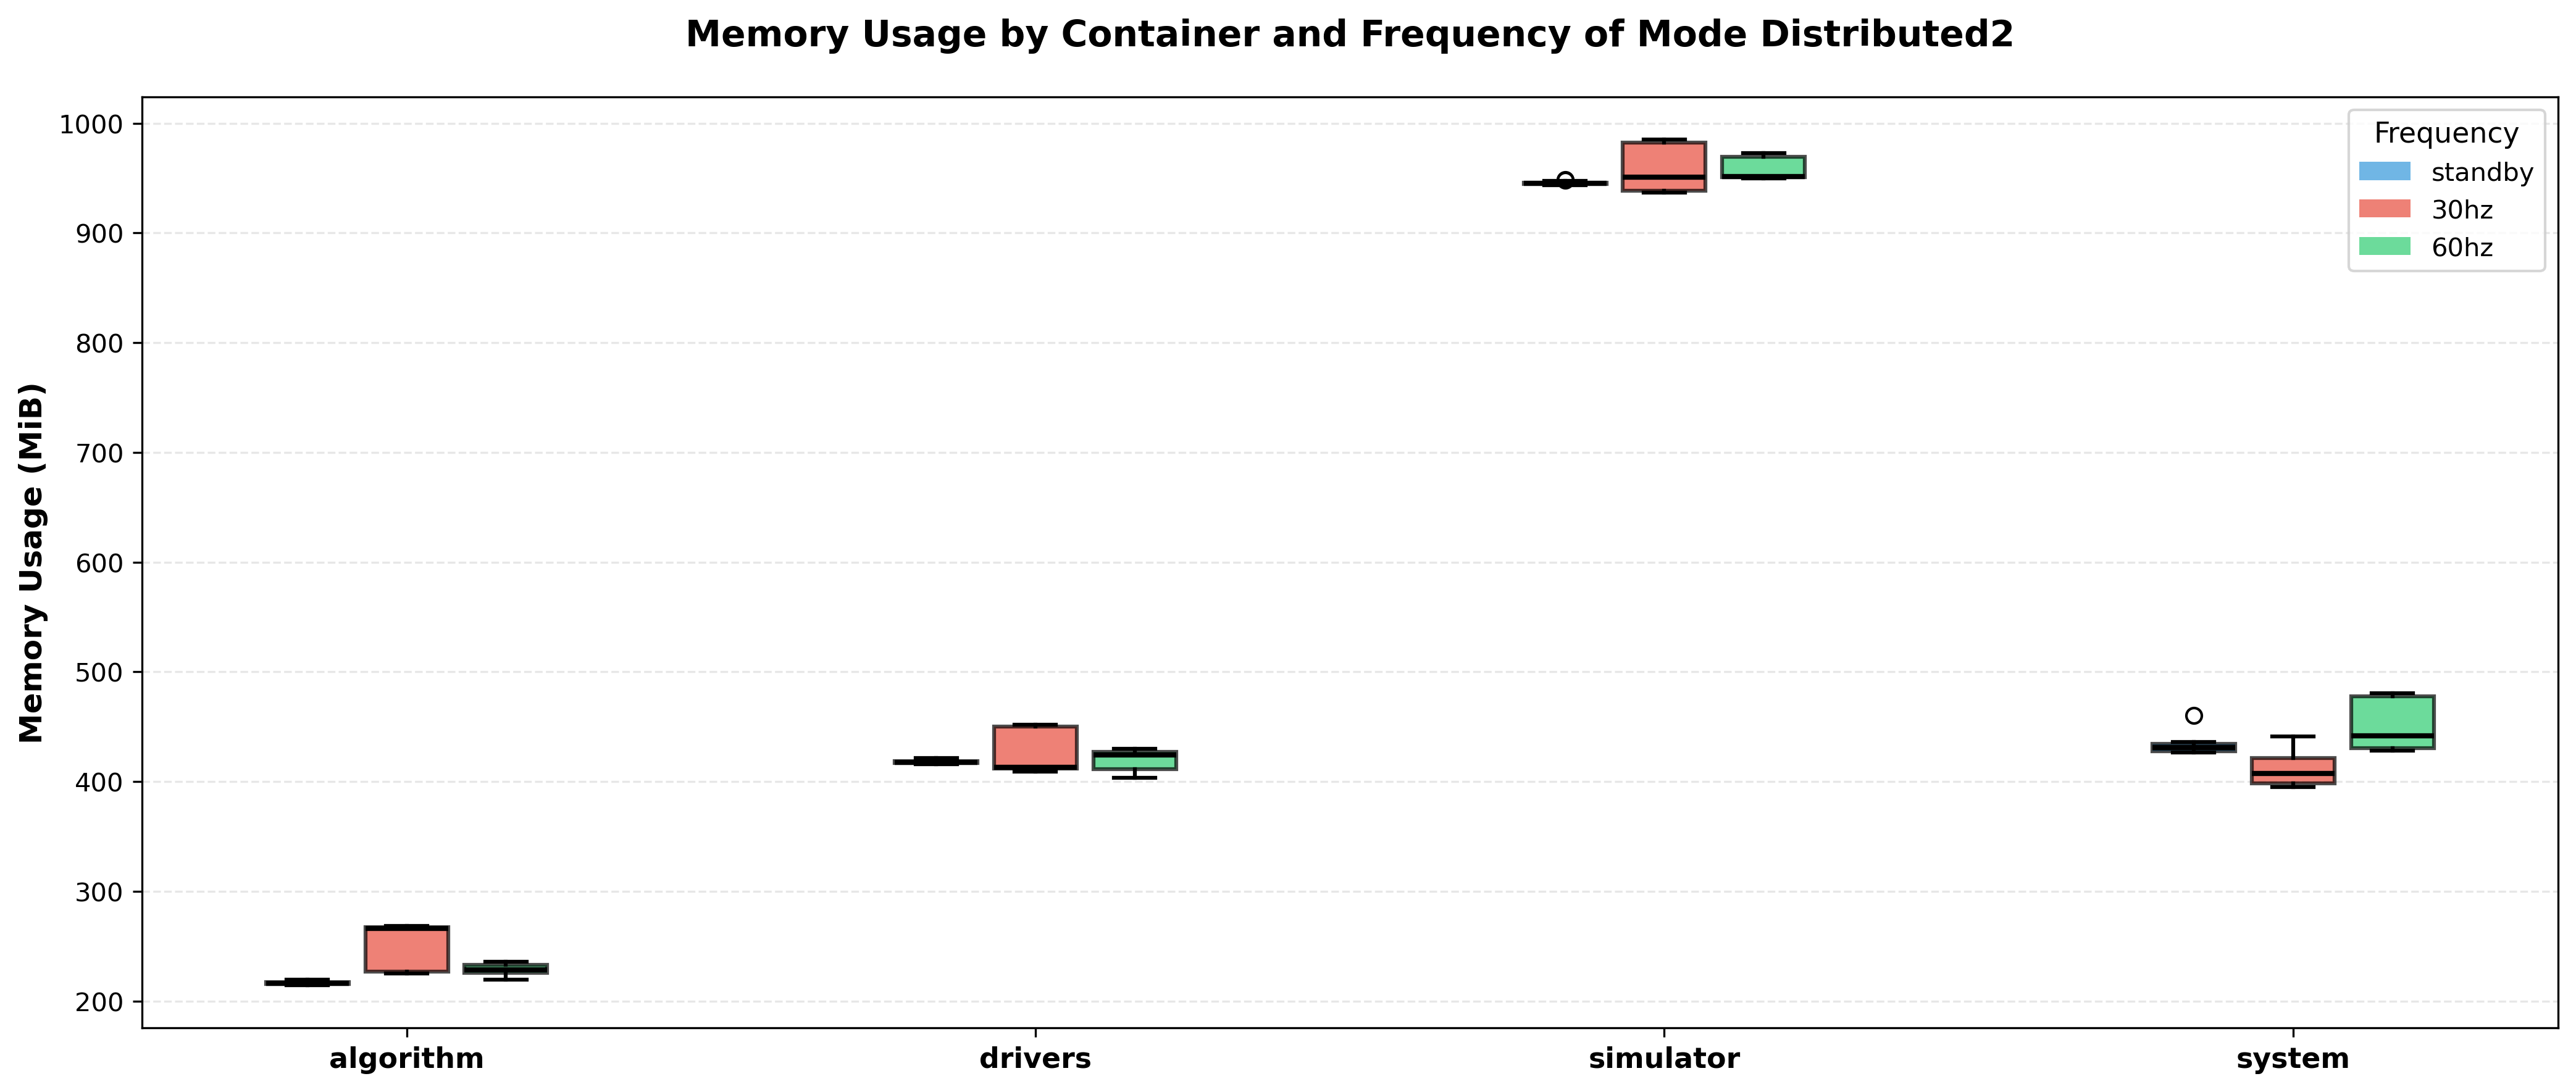 Memory Usage by Container and Frequency of Mode Distributed2
Memory Usage (MiB)
1000
900
800
700
600
500
400
300
200
Frequency
standby
30hz
60hz
algorithm
drivers
simulator
system